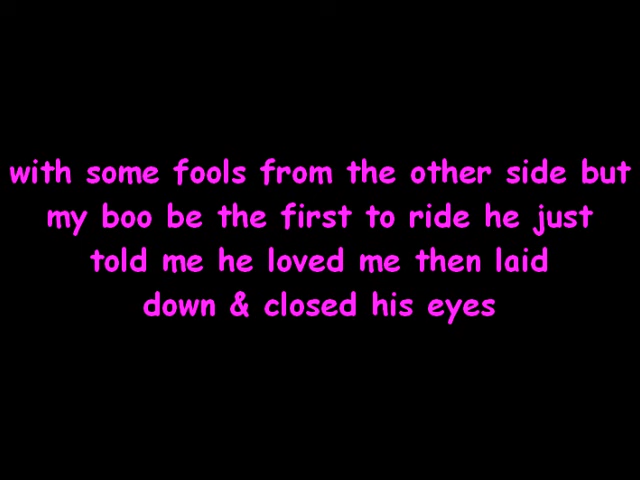 with some fools from the other side but
my boo be the first to ride he just
told me he loved me then laid
down & closed his eyes